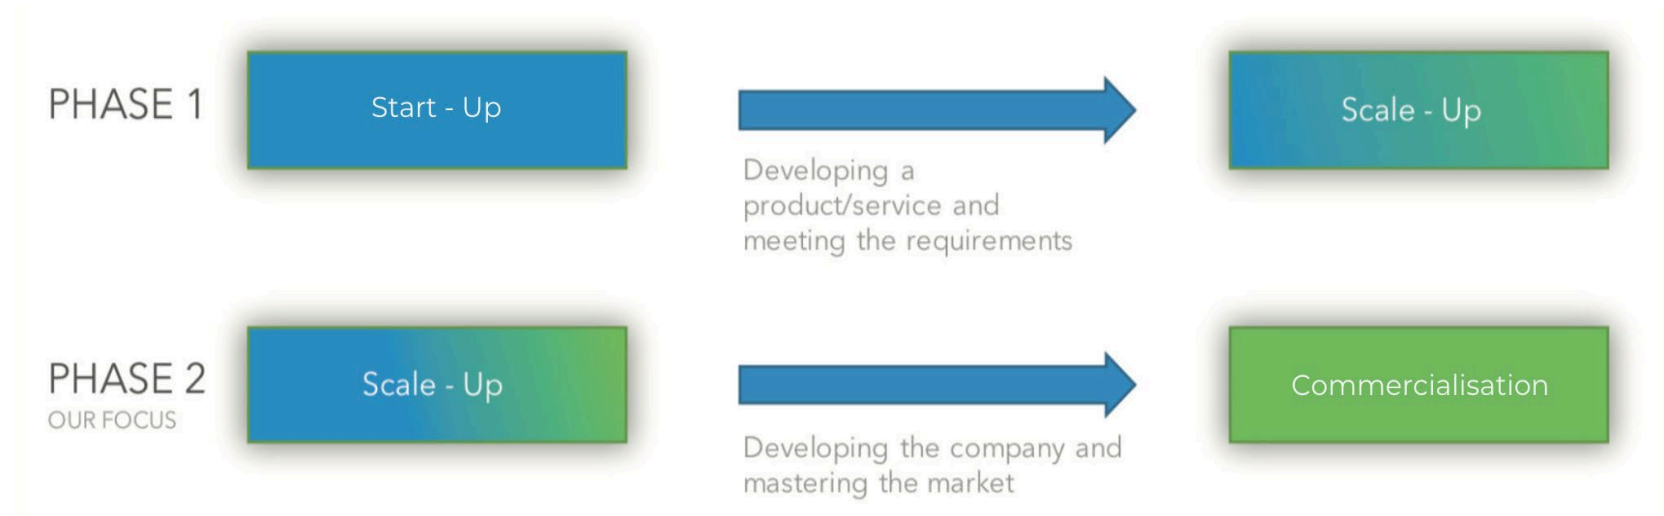 PHASE 1
Start - Up
Developing a
product/service and
meeting the requirements
Scale - Up
PHASE 2
OUR FOCUS
Scale - Up
Developing the company and
mastering the market
Commercialisation